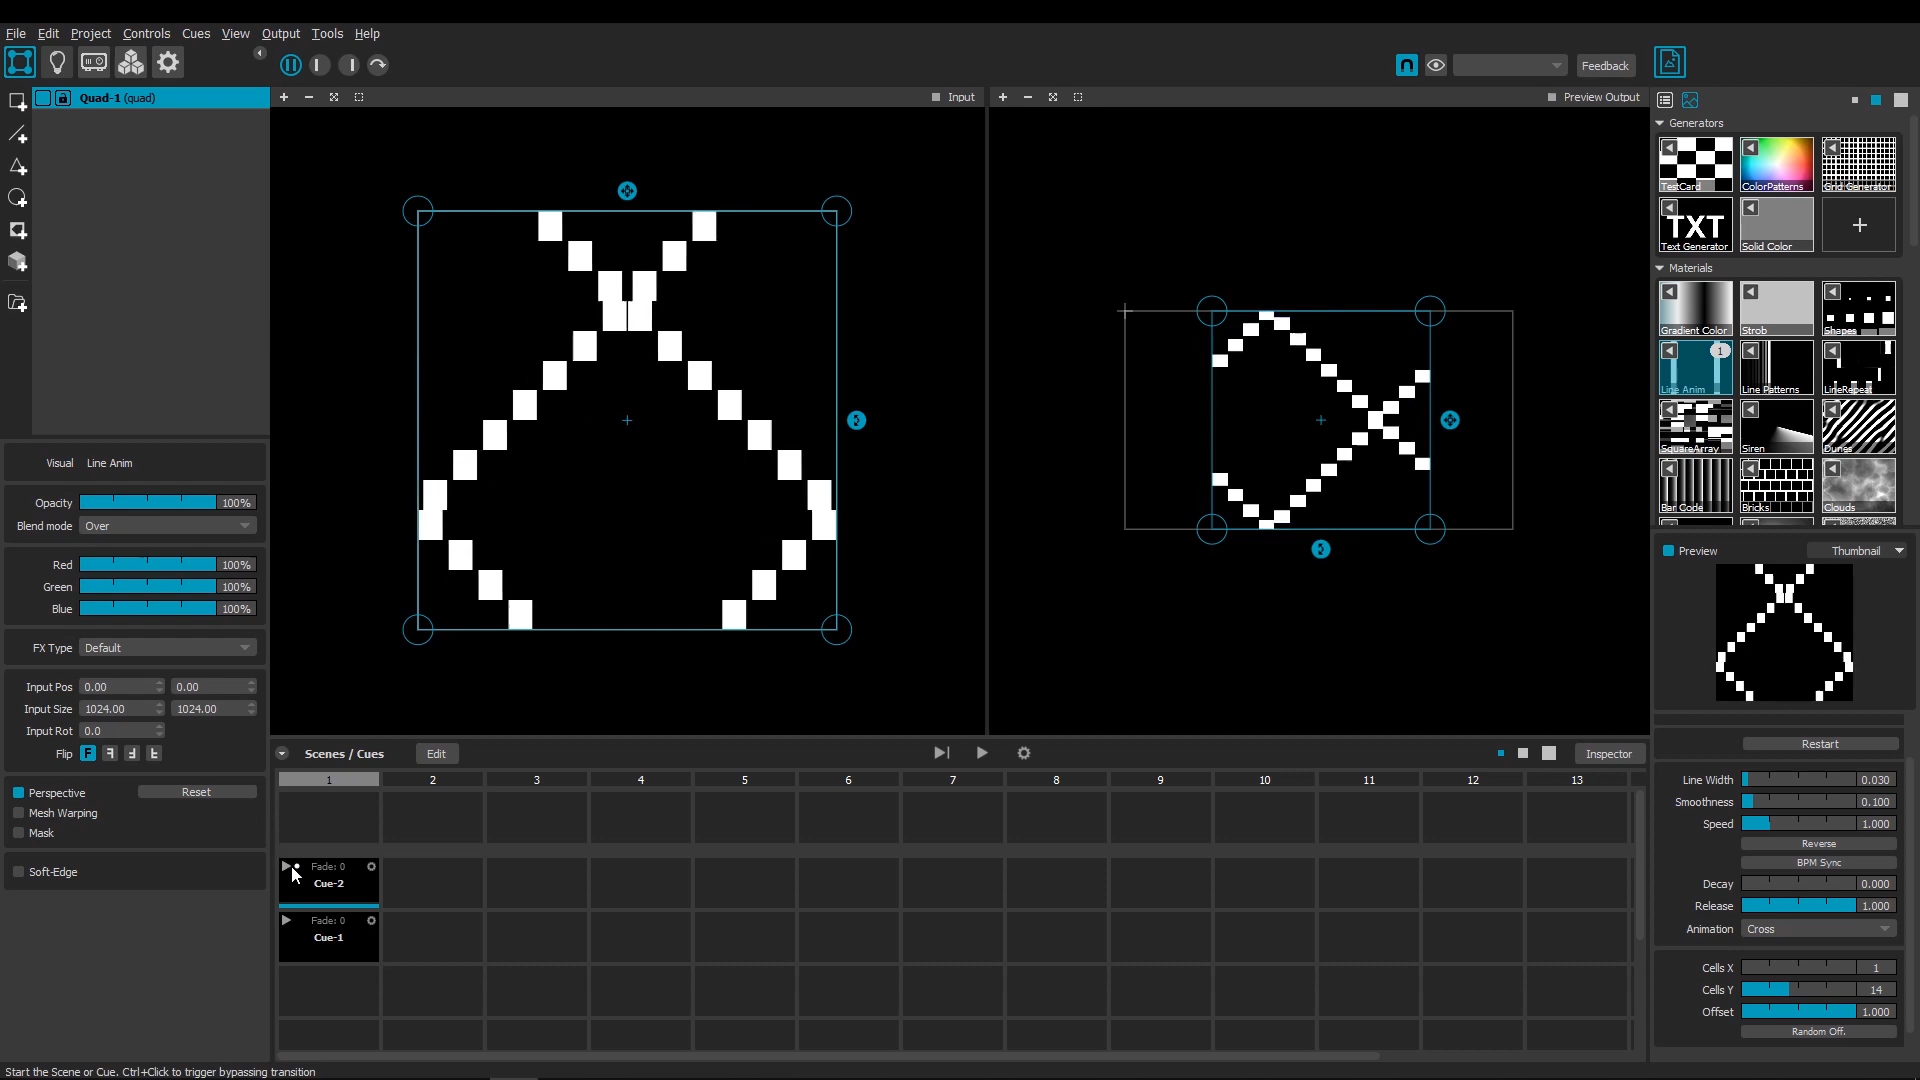 File Edit Project Controls Cues View Output Tools Help
Feedback
Quad-1 (quad)
Input
Preview Output
Generators
TestCard ColorPatterns Grid Generator
TXT
Text Generator Solid Color
Materials
Gradient Color Strob Shapes
1
Line Anim Line Patterns LineRepeat
SquareArray Siren Dunes
Bar Code Bricks Clouds
Visual Line Anim
Opacity 100%
Blend mode Over
Red 100%
Green 100%
Blue 100%
FX Type Default
Input Pos 0.00 0.00
Input Size 1024.00 1024.00
Input Rot 0.0
Flip F
Perspective Reset
Mesh Warping
Mask
Soft-Edge
Scenes / Cues Edit Inspector
1 2 3 4 5 6 7 8 9 10 11 12 13
Fade: 0
Cue-2
Fade: 0
Cue-1
Preview Thumbnail
Restart
Line Width 0.030
Smoothness 0.100
Speed 1.000
Reverse
BPM Sync
Decay 0.000
Release 1.000
Animation Cross
Cells X 1
Cells Y 14
Offset 1.000
Random Off.
Start the Scene or Cue. Ctrl+Click to trigger bypassing transition